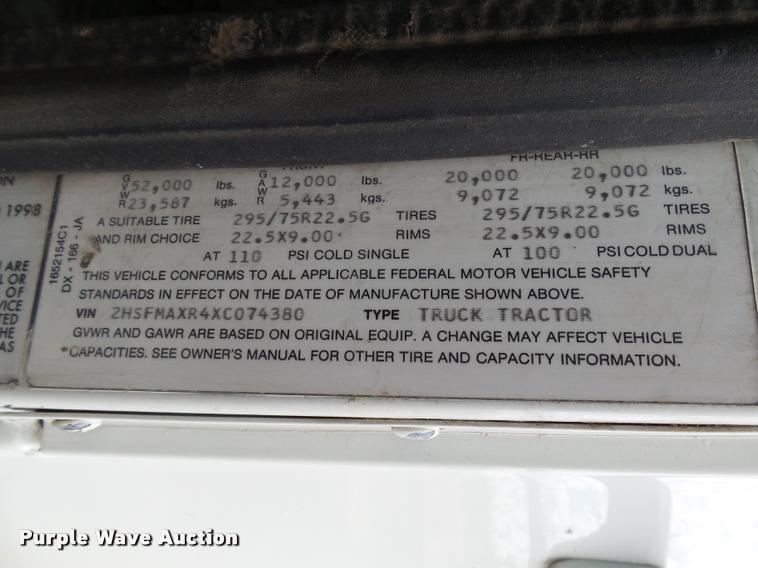 FR-REAR-RR
GVWR 52,000 lbs. GAWR 12,000 lbs. 20,000 20,000 lbs.
23,587 kgs. 5,443 kgs. 9,072 9,072 kgs.
A SUITABLE TIRE 295/75R22.5G TIRES 295/75R22.5G TIRES
AND RIM CHOICE 22.5X9.00 RIMS 22.5X9.00 RIMS
AT 110 PSI COLD SINGLE AT 100 PSI COLD DUAL
THIS VEHICLE CONFORMS TO ALL APPLICABLE FEDERAL MOTOR VEHICLE SAFETY
STANDARDS IN EFFECT ON THE DATE OF MANUFACTURE SHOWN ABOVE.
VIN 2HSFMAXR4XC074380 TYPE TRUCK TRACTOR
GVWR AND GAWR ARE BASED ON ORIGINAL EQUIP. A CHANGE MAY AFFECT VEHICLE
CAPACITIES. SEE OWNER'S MANUAL FOR OTHER TIRE AND CAPACITY INFORMATION.
1652154C1
DX - 166 - JA
ON
1998
ARE
OR
OF
VICE
TED
HE
AS
Purple Wave Auction